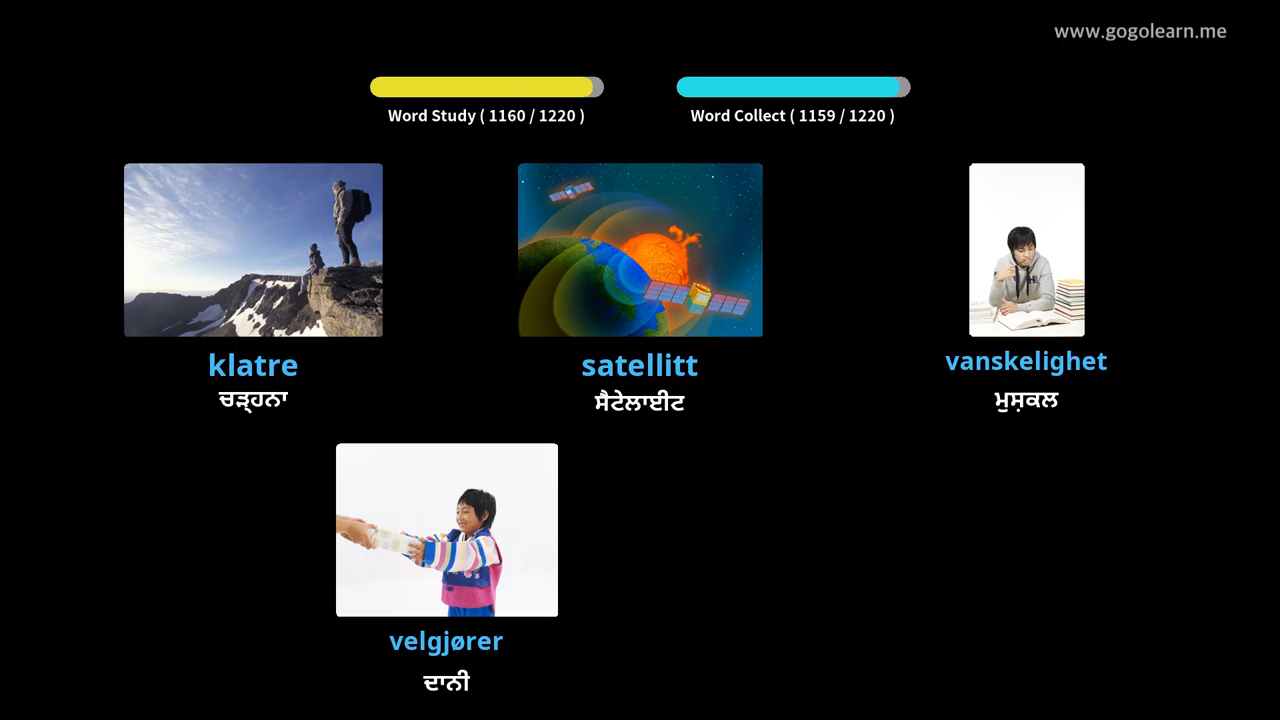 www.gogolearn.me
Word Study ( 1160 / 1220 )
Word Collect ( 1159 / 1220 )
klatre
ਚੜ੍ਹਨਾ
satellitt
ਸੈਟੇਲਾਈਟ
vanskelighet
ਮੁਸ਼ਕਲ
velgjører
ਦਾਨੀ